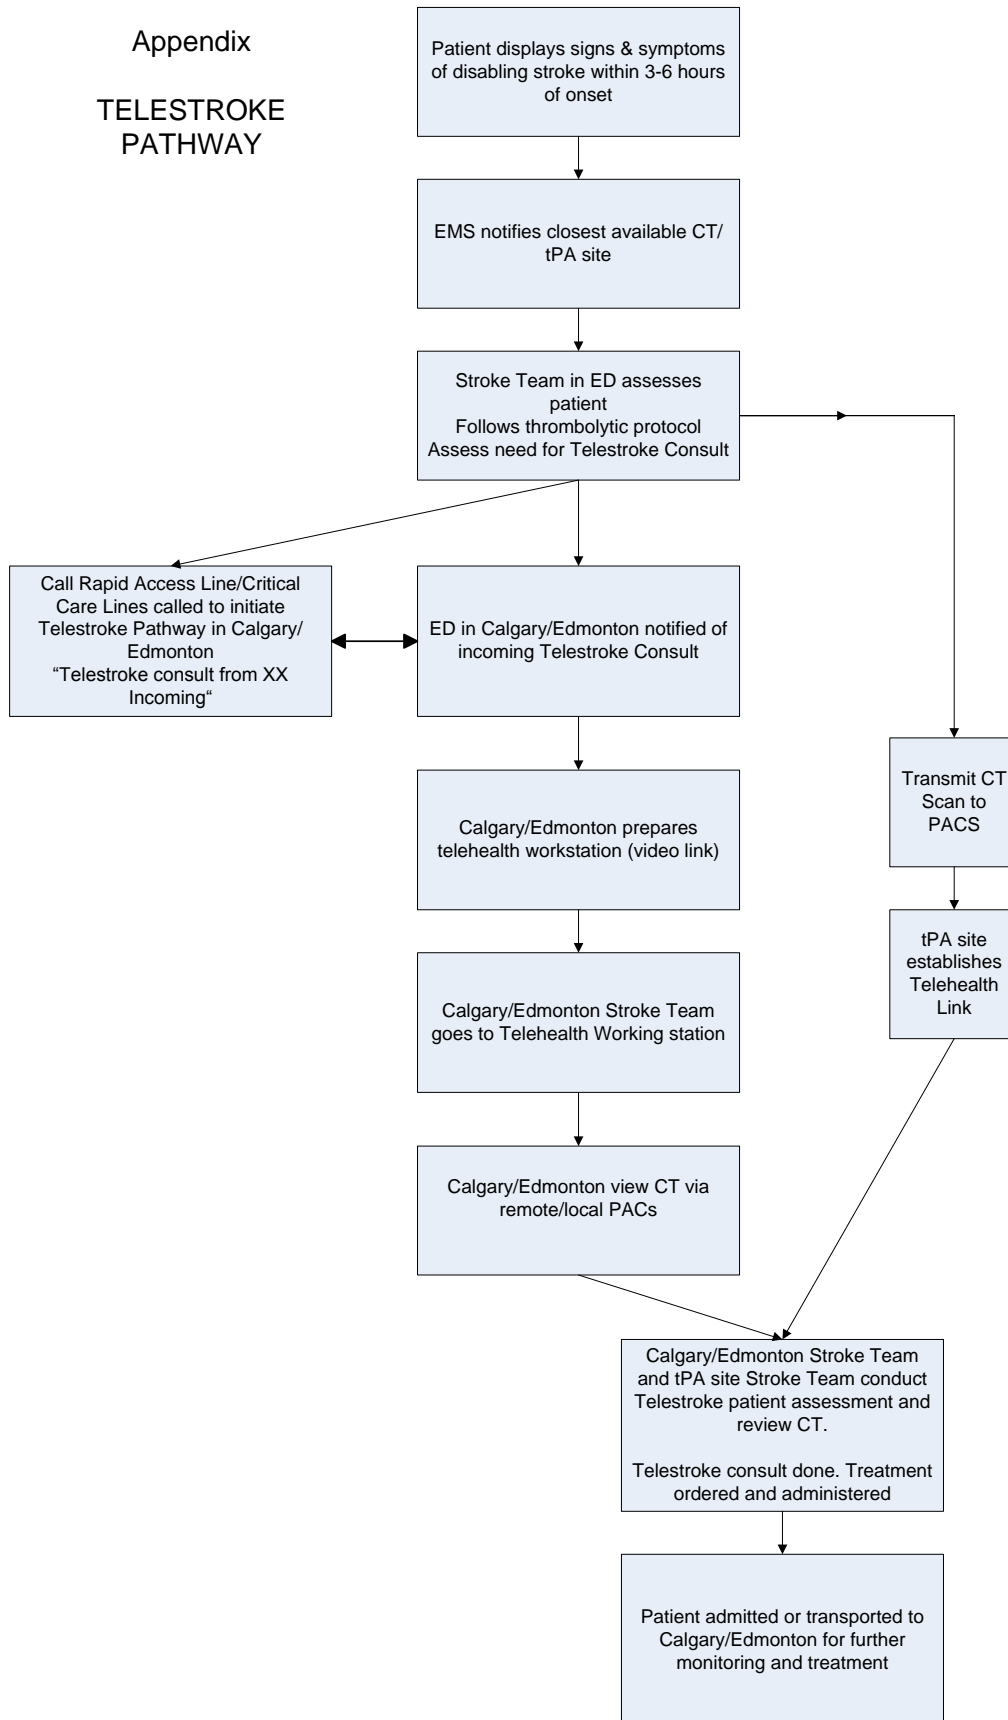 Appendix
TELESTROKE
PATHWAY
Patient displays signs & symptoms
of disabling stroke within 3-6 hours
of onset
EMS notifies closest available CT/
tPA site
Stroke Team in ED assesses
patient
Follows thrombolytic protocol
Assess need for Telestroke Consult
Call Rapid Access Line/Critical
Care Lines called to initiate
Telestroke Pathway in Calgary/
Edmonton
“Telestroke consult from XX
Incoming“
ED in Calgary/Edmonton notified of
incoming Telestroke Consult
Calgary/Edmonton prepares
telehealth workstation (video link)
Transmit CT
Scan to
PACS
tPA site
establishes
Telehealth
Link
Calgary/Edmonton Stroke Team
goes to Telehealth Working station
Calgary/Edmonton view CT via
remote/local PACs
Calgary/Edmonton Stroke Team
and tPA site Stroke Team conduct
Telestroke patient assessment and
review CT.
Telestroke consult done. Treatment
ordered and administered
Patient admitted or transported to
Calgary/Edmonton for further
monitoring and treatment